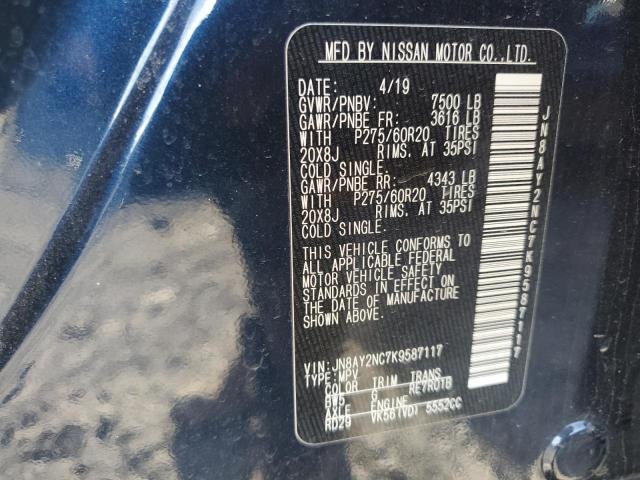 MFD BY NISSAN MOTOR CO.,LTD.
DATE: 4/19
GVWR/PNBV: 7500 LB
GAWR/PNBE FR: 3616 LB
WITH P275/60R20 TIRES
20X8J RIMS, AT 35PSI
COLD SINGLE.
GAWR/PNBE RR: 4343 LB
WITH P275/60R20 TIRES
20X8J RIMS, AT 35PSI
COLD SINGLE.
THIS VEHICLE CONFORMS TO
ALL APPLICABLE FEDERAL
MOTOR VEHICLE SAFETY
STANDARDS IN EFFECT ON
THE DATE OF MANUFACTURE
SHOWN ABOVE.
VIN: JN8AY2NC7K9587117
TYPE: MPV
COLOR TRIM TRANS
BW5 G RE7R01B
AXLE ENGINE
RD29 VK56(VD) 5552CC
JN8AY2NC7K9587117